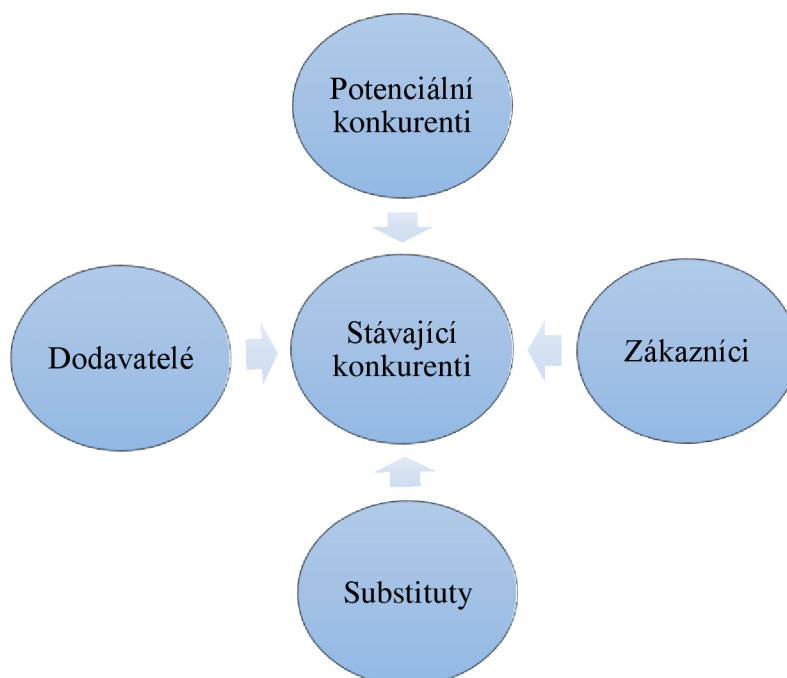 Potenciální
konkurenti
Dodavatelé
Stávající
konkurenti
Zákazníci
Substituty